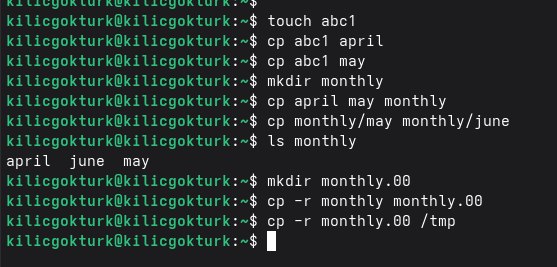 kilicgokturk@kilicgokturk:~$
kilicgokturk@kilicgokturk:~$ touch abc1
kilicgokturk@kilicgokturk:~$ cp abc1 april
kilicgokturk@kilicgokturk:~$ cp abc1 may
kilicgokturk@kilicgokturk:~$ mkdir monthly
kilicgokturk@kilicgokturk:~$ cp april may monthly
kilicgokturk@kilicgokturk:~$ cp monthly/may monthly/june
kilicgokturk@kilicgokturk:~$ ls monthly
april  june  may
kilicgokturk@kilicgokturk:~$ mkdir monthly.00
kilicgokturk@kilicgokturk:~$ cp -r monthly monthly.00
kilicgokturk@kilicgokturk:~$ cp -r monthly.00 /tmp
kilicgokturk@kilicgokturk:~$